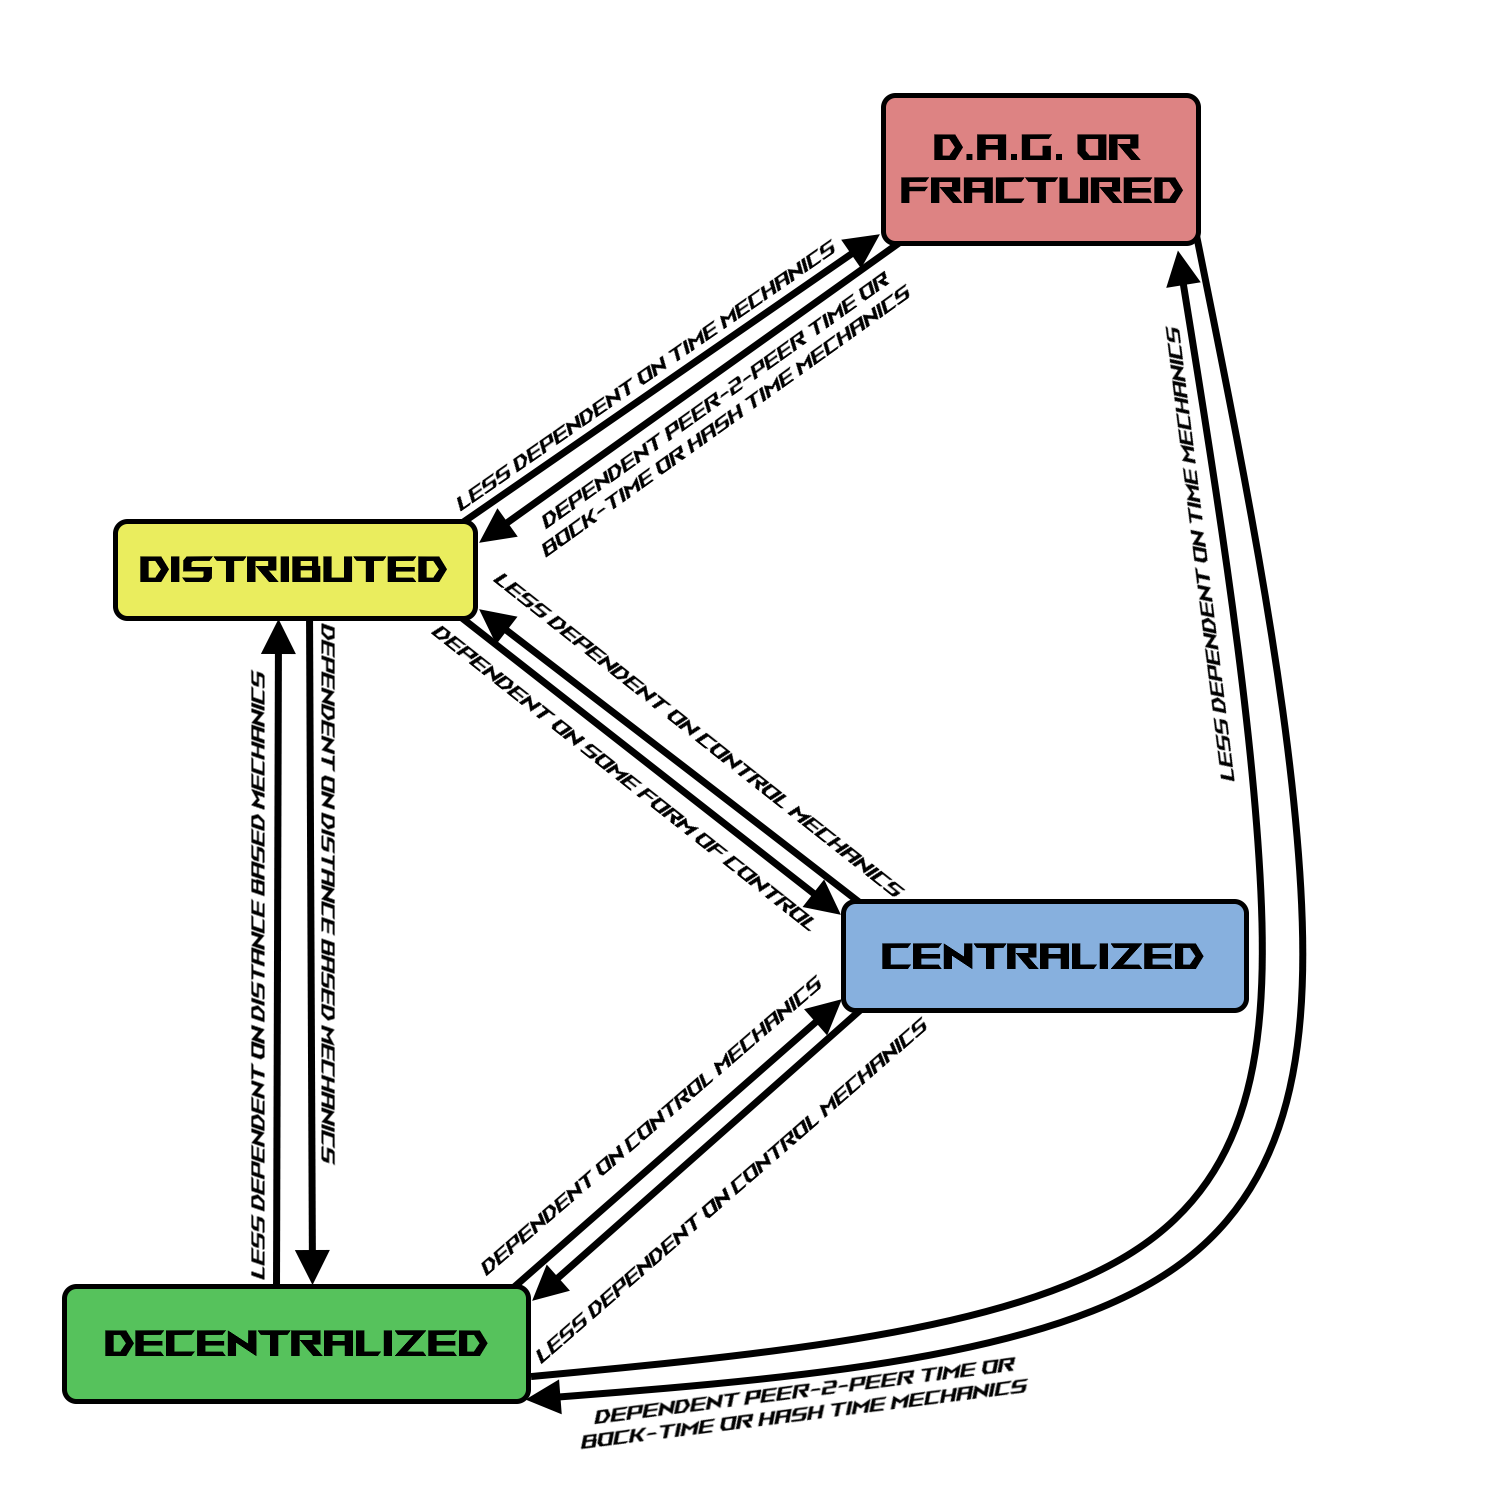 D.A.G. OR
FRACTURED
LESS DEPENDENT ON TIME MECHANICS
DEPENDENT PEER-2-PEER TIME OR
BOCK-TIME OR HASH TIME MECHANICS
LESS DEPENDENT ON TIME MECHANICS
DISTRIBUTED
LESS DEPENDENT ON CONTROL MECHANICS
DEPENDENT ON SOME FORM OF CONTROL
LESS DEPENDENT ON DISTANCE BASED MECHANICS
DEPENDENT ON DISTANCE BASED MECHANICS
CENTRALIZED
DEPENDENT ON CONTROL MECHANICS
LESS DEPENDENT ON CONTROL MECHANICS
DECENTRALIZED
DEPENDENT PEER-2-PEER TIME OR
BOCK-TIME OR HASH TIME MECHANICS